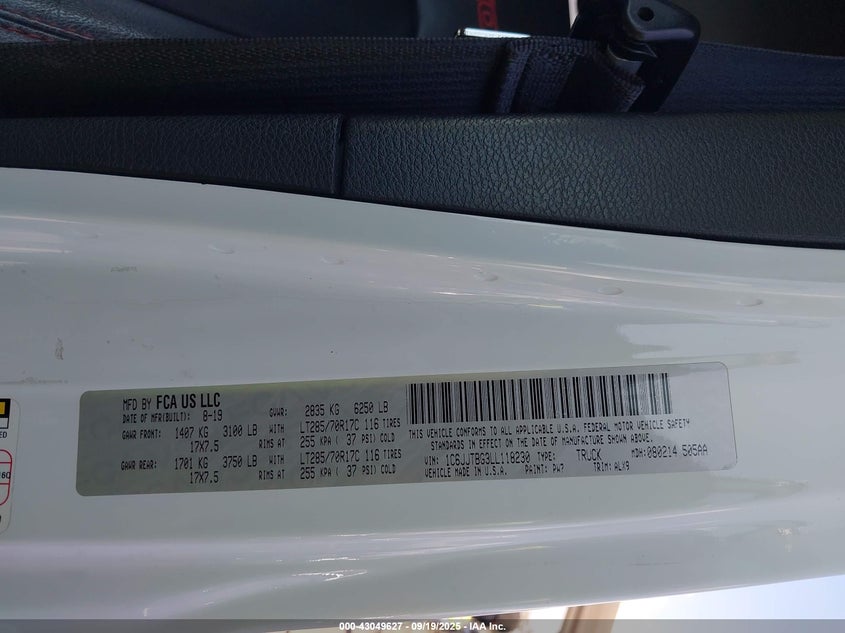 MFD BY FCA US LLC
DATE OF MFR(BUILT): 8-19 GVWR: 2835 KG 6250 LB
GAWR FRONT: 1407 KG 3100 LB WITH LT285/70R17C 116 TIRES
17X7.5 RIMS AT 255 KPA ( 37 PSI) COLD
GAWR REAR: 1701 KG 3750 LB WITH LT285/70R17C 116 TIRES
17X7.5 RIMS AT 255 KPA ( 37 PSI) COLD
THIS VEHICLE CONFORMS TO ALL APPLICABLE U.S.A. FEDERAL MOTOR VEHICLE SAFETY
STANDARDS IN EFFECT ON THE DATE OF MANUFACTURE SHOWN ABOVE.
VIN: 1C6JJTBG3LL118230 TYPE: TRUCK MDH: 080214 505AA
VEHICLE MADE IN U.S.A. PAINT: PW7 TRIM: ALX9
000-43049627 - 09/19/2025 - IAA Inc.